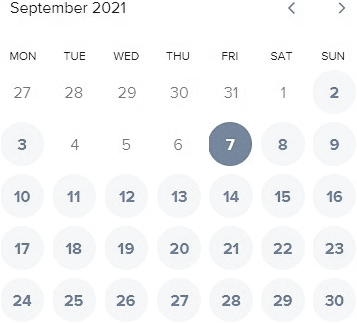 September 2021
MON TUE WED THU FRI SAT SUN
27 28 29 30 31 1 2
3 4 5 6 7 8 9
10 11 12 13 14 15 16
17 18 19 20 21 22 23
24 25 26 27 28 29 30